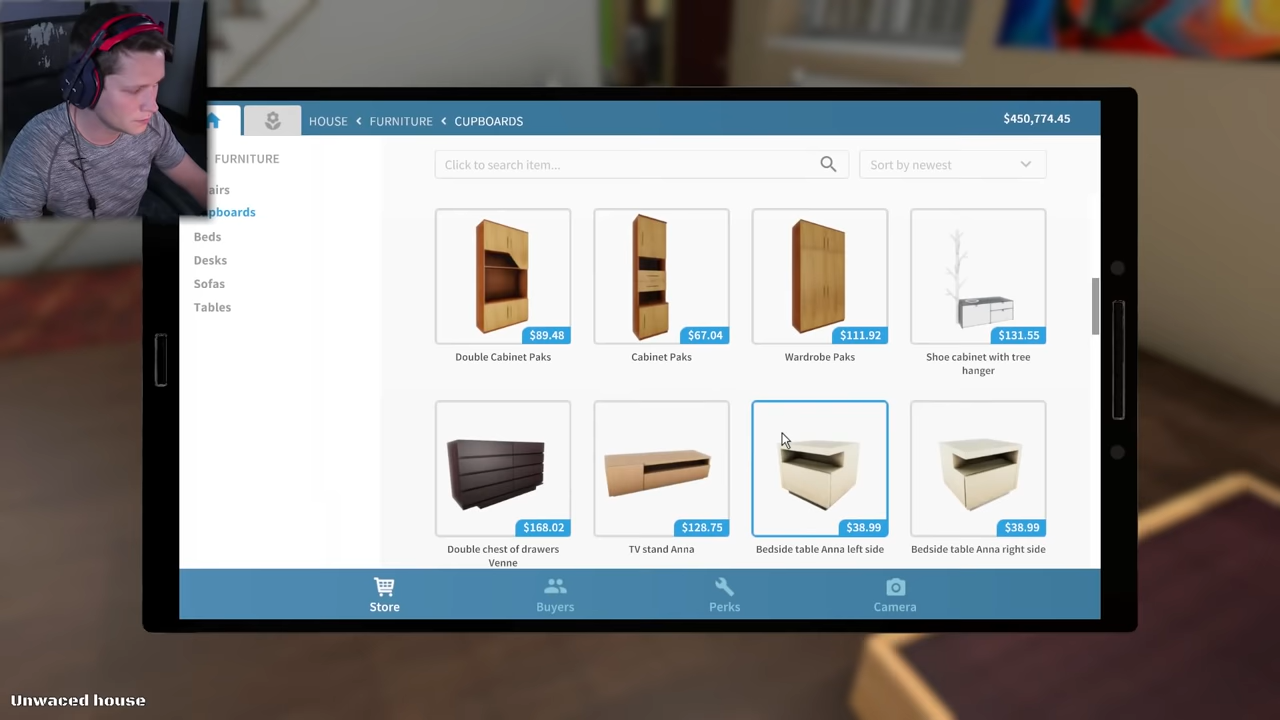 HOUSE < FURNITURE < CUPBOARDS
$450,774.45
FURNITURE
airs
pboards
Beds
Desks
Sofas
Tables
Click to search item...
Sort by newest
$89.48
$67.04
$111.92
$131.55
Double Cabinet Paks
Cabinet Paks
Wardrobe Paks
Shoe cabinet with tree
hanger
$168.02
$128.75
$38.99
$38.99
Double chest of drawers
Venne
TV stand Anna
Bedside table Anna left side
Bedside table Anna right side
Store
Buyers
Perks
Camera
Unwaced house